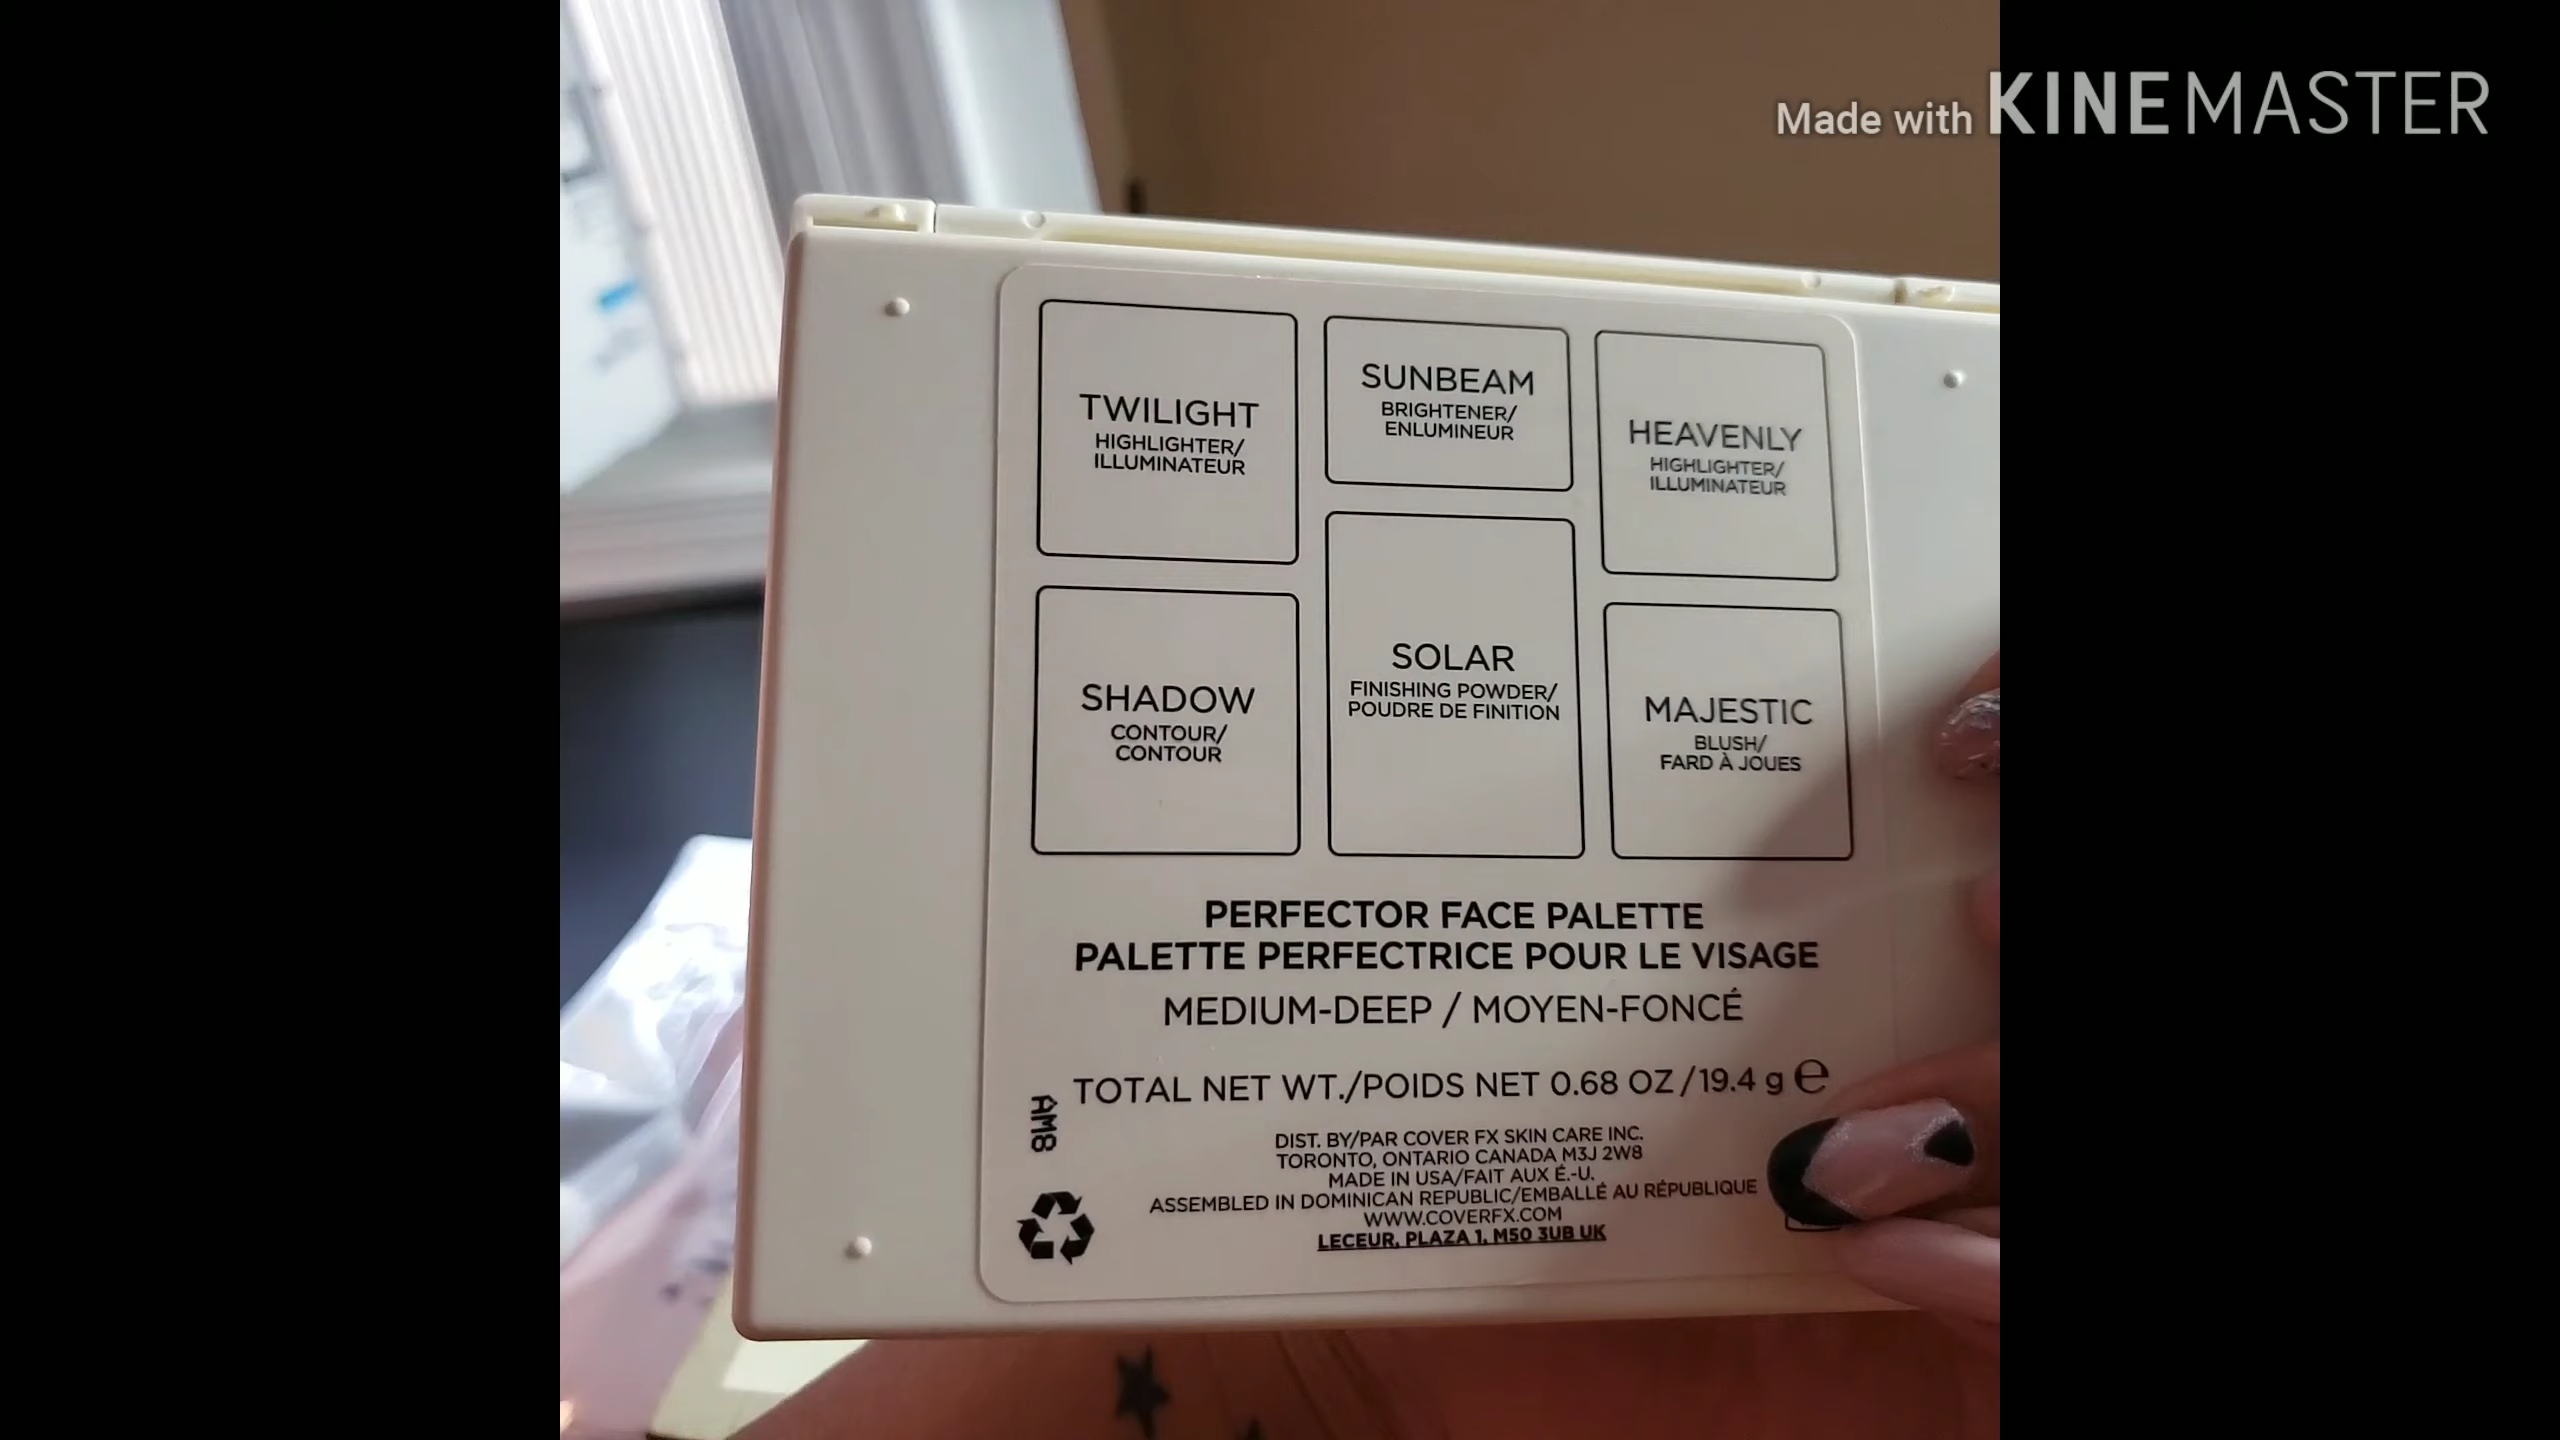 Made with KINEMASTER
TWILIGHT
HIGHLIGHTER/
ILLUMINATEUR
SUNBEAM
BRIGHTENER/
ENLUMINEUR
HEAVENLY
HIGHLIGHTER/
ILLUMINATEUR
SHADOW
CONTOUR/
CONTOUR
SOLAR
FINISHING POWDER/
POUDRE DE FINITION
MAJESTIC
BLUSH/
FARD À JOUES
PERFECTOR FACE PALETTE
PALETTE PERFECTRICE POUR LE VISAGE
MEDIUM-DEEP / MOYEN-FONCÉ
TOTAL NET WT./POIDS NET 0.68 OZ/19.4 g ℮
AM8
DIST. BY/PAR COVER FX SKIN CARE INC.
TORONTO, ONTARIO CANADA M3J 2W8
MADE IN USA/FAIT AUX É.-U.
ASSEMBLED IN DOMINICAN REPUBLIC/EMBALLÉ AU RÉPUBLIQUE
WWW.COVERFX.COM
LECEUR, PLAZA 1, M50 3UB UK